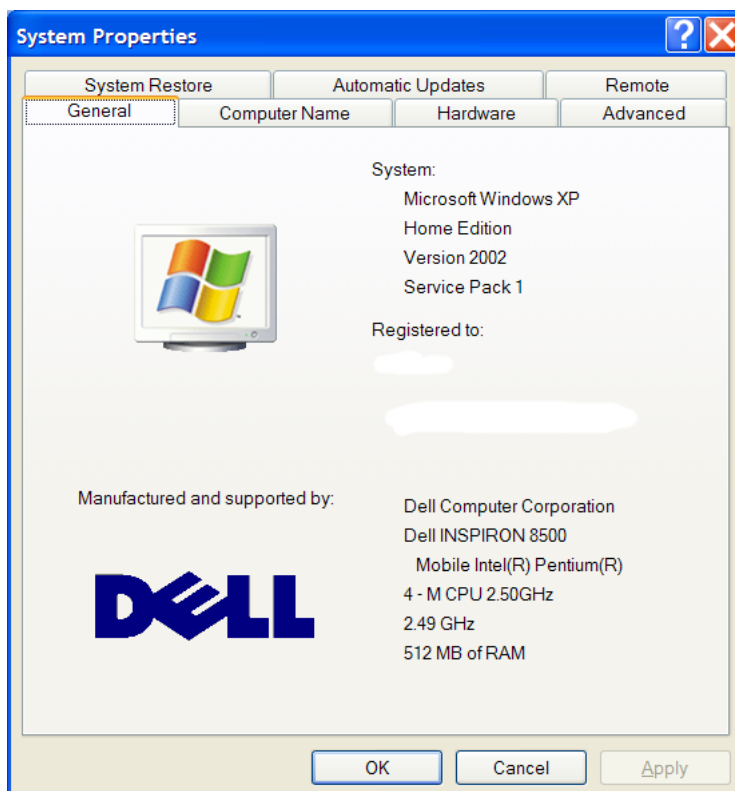 System Properties
System Restore Automatic Updates Remote
General Computer Name Hardware Advanced
System:
Microsoft Windows XP
Home Edition
Version 2002
Service Pack 1
Registered to:
Manufactured and supported by:
DELL
Dell Computer Corporation
Dell INSPIRON 8500
Mobile Intel(R) Pentium(R)
4 - M CPU 2.50GHz
2.49 GHz
512 MB of RAM
OK Cancel Apply